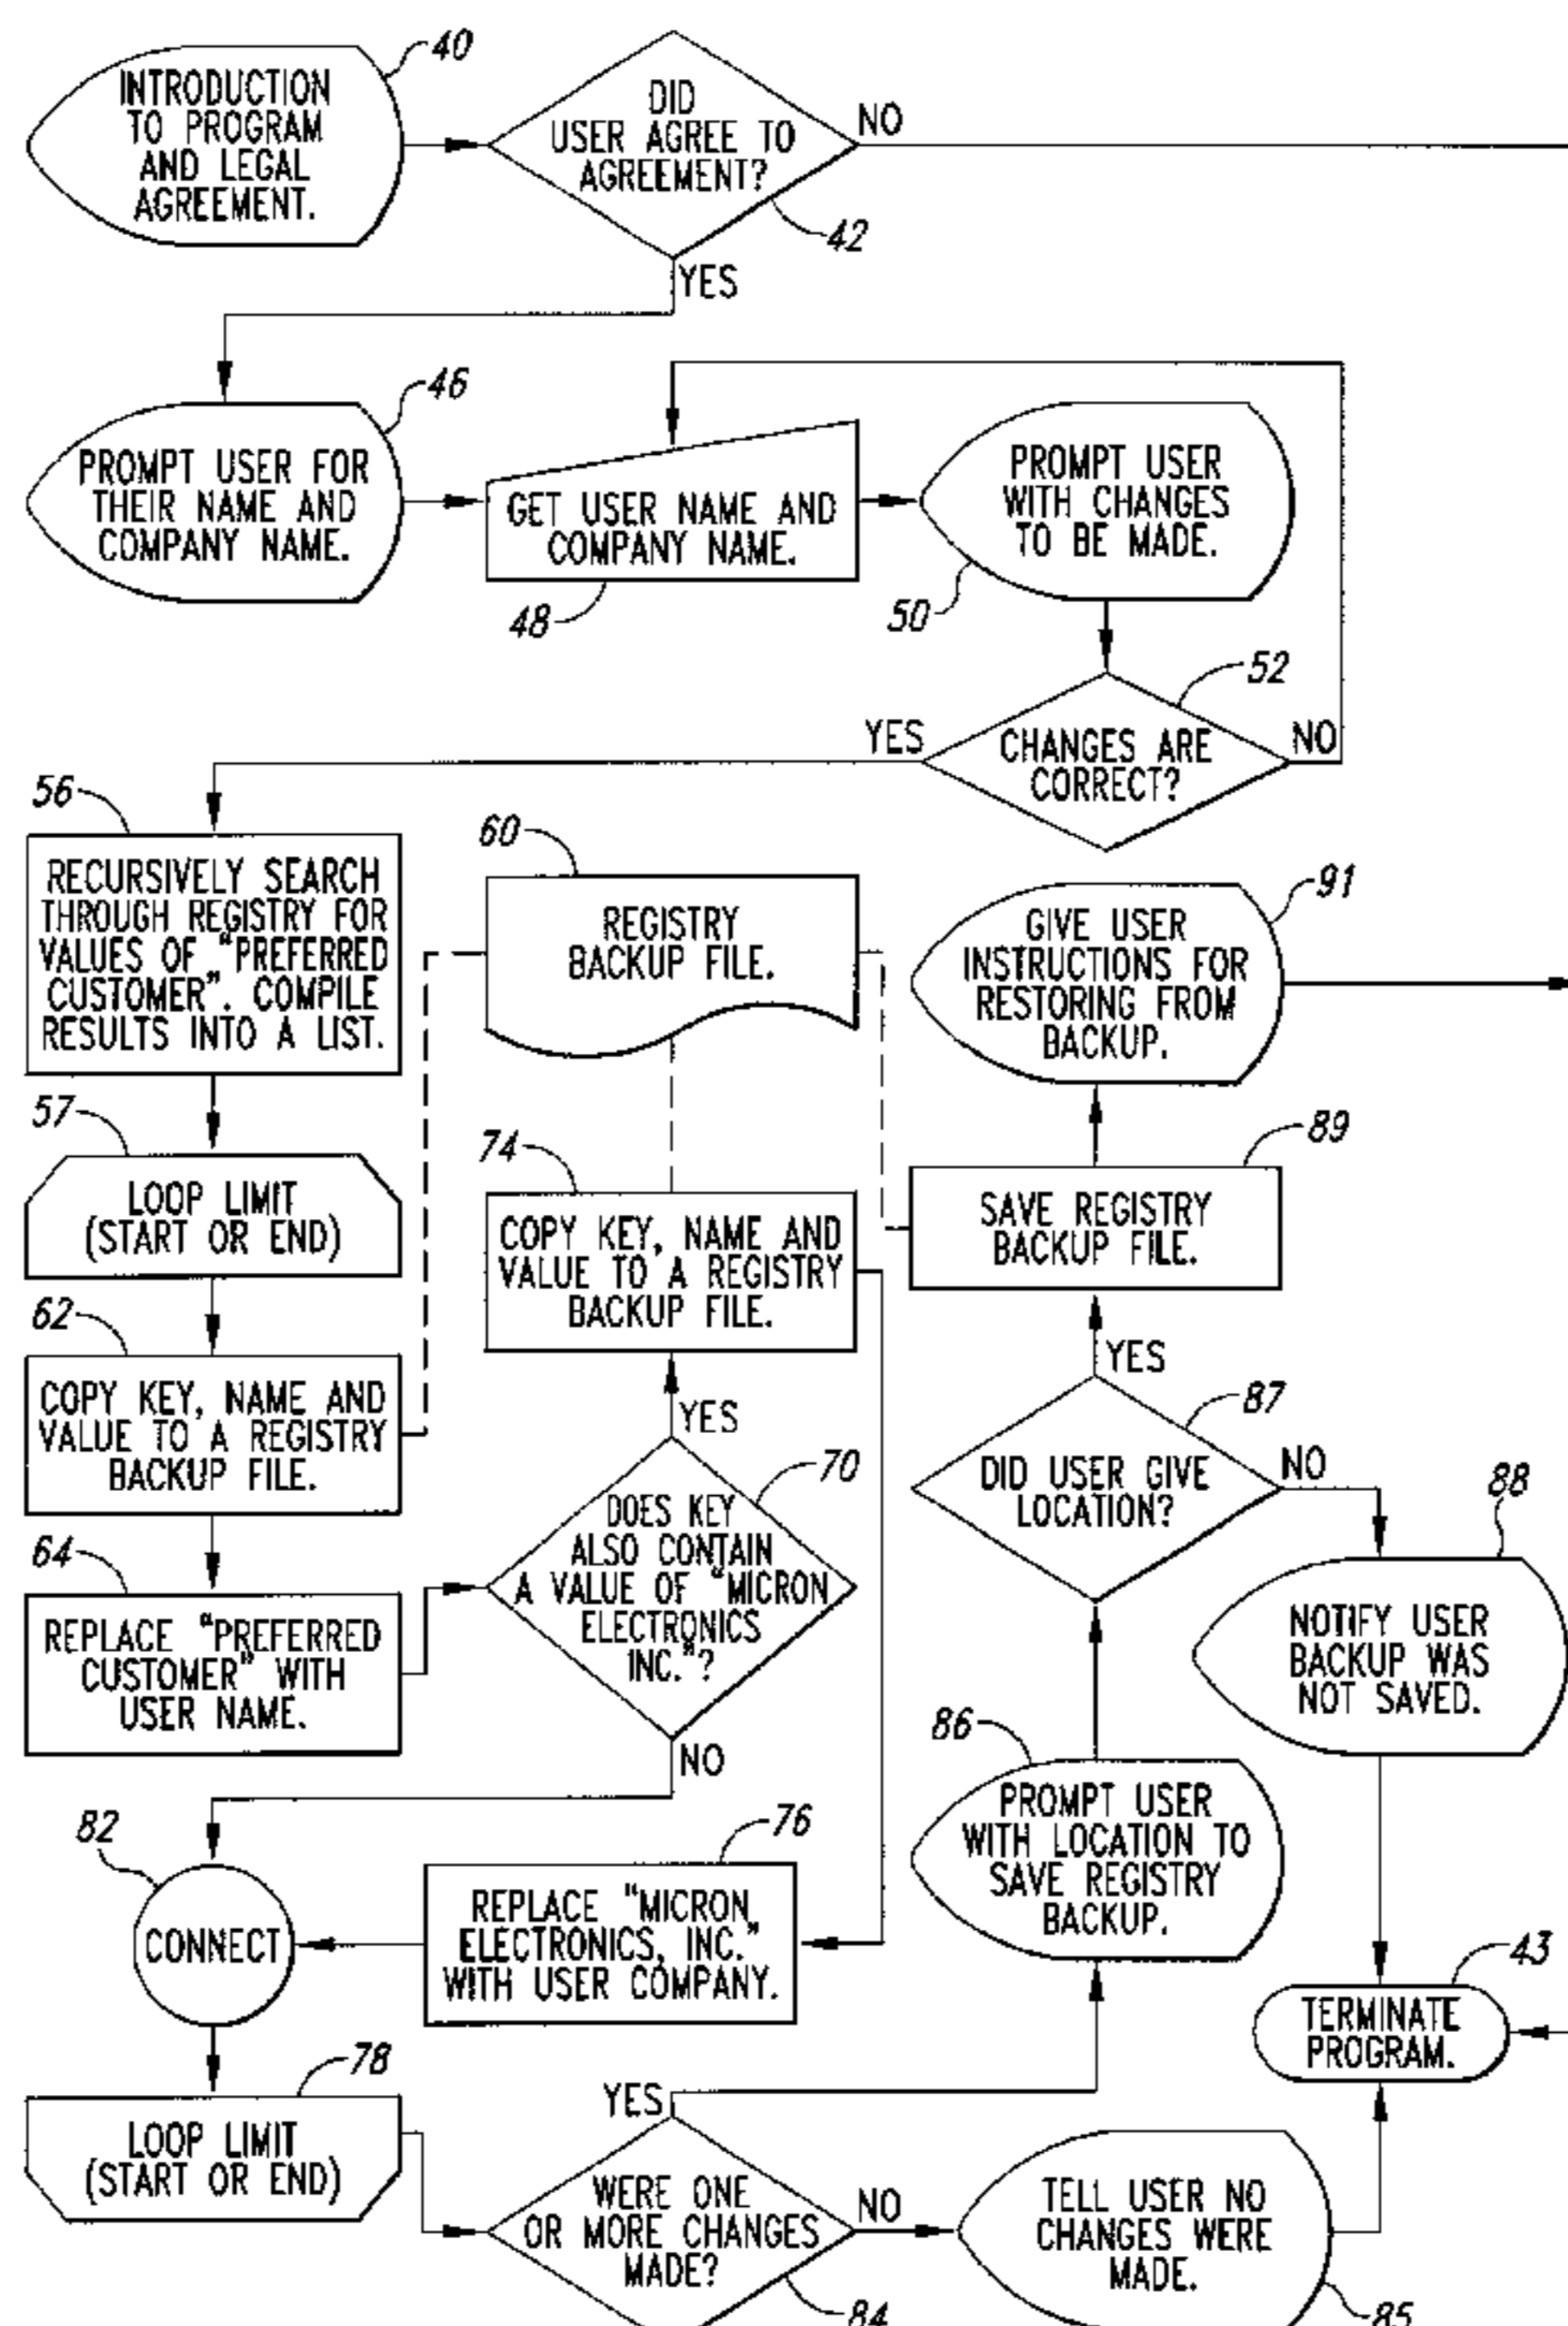 40
INTRODUCTION
TO PROGRAM
AND LEGAL
AGREEMENT.
DID
USER AGREE TO
AGREEMENT?
NO
42
YES
46
PROMPT USER FOR
THEIR NAME AND
COMPANY NAME.
GET USER NAME AND
COMPANY NAME.
48
PROMPT USER
WITH CHANGES
TO BE MADE.
50
52
CHANGES ARE
CORRECT?
YES
NO
56
RECURSIVELY SEARCH
THROUGH REGISTRY FOR
VALUES OF "PREFERRED
CUSTOMER". COMPILE
RESULTS INTO A LIST.
60
REGISTRY
BACKUP FILE.
91
GIVE USER
INSTRUCTIONS FOR
RESTORING FROM
BACKUP.
57
LOOP LIMIT
(START OR END)
74
COPY KEY, NAME AND
VALUE TO A REGISTRY
BACKUP FILE.
89
SAVE REGISTRY
BACKUP FILE.
62
COPY KEY, NAME AND
VALUE TO A REGISTRY
BACKUP FILE.
YES
YES
87
DID USER GIVE
LOCATION?
NO
70
DOES KEY
ALSO CONTAIN
A VALUE OF "MICRON
ELECTRONICS
INC."?
88
NOTIFY USER
BACKUP WAS
NOT SAVED.
64
REPLACE "PREFERRED
CUSTOMER" WITH
USER NAME.
NO
86
PROMPT USER
WITH LOCATION TO
SAVE REGISTRY
BACKUP.
82
CONNECT
76
REPLACE "MICRON
ELECTRONICS, INC."
WITH USER COMPANY.
43
TERMINATE
PROGRAM.
78
LOOP LIMIT
(START OR END)
YES
WERE ONE
OR MORE CHANGES
MADE?
NO
84
TELL USER NO
CHANGES WERE
MADE.
85